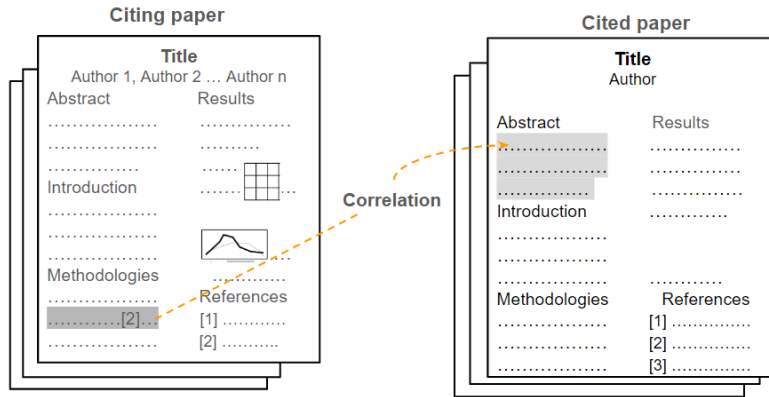 Citing paper
Title
Author 1, Author 2 … Author n
Abstract
Introduction
Methodologies
…………[2]…
Results
References
[1] …………
[2] ………..
Correlation
Cited paper
Title
Author
Abstract
Introduction
Methodologies
Results
References
[1] ……………
[2] ……………
[3] ……………